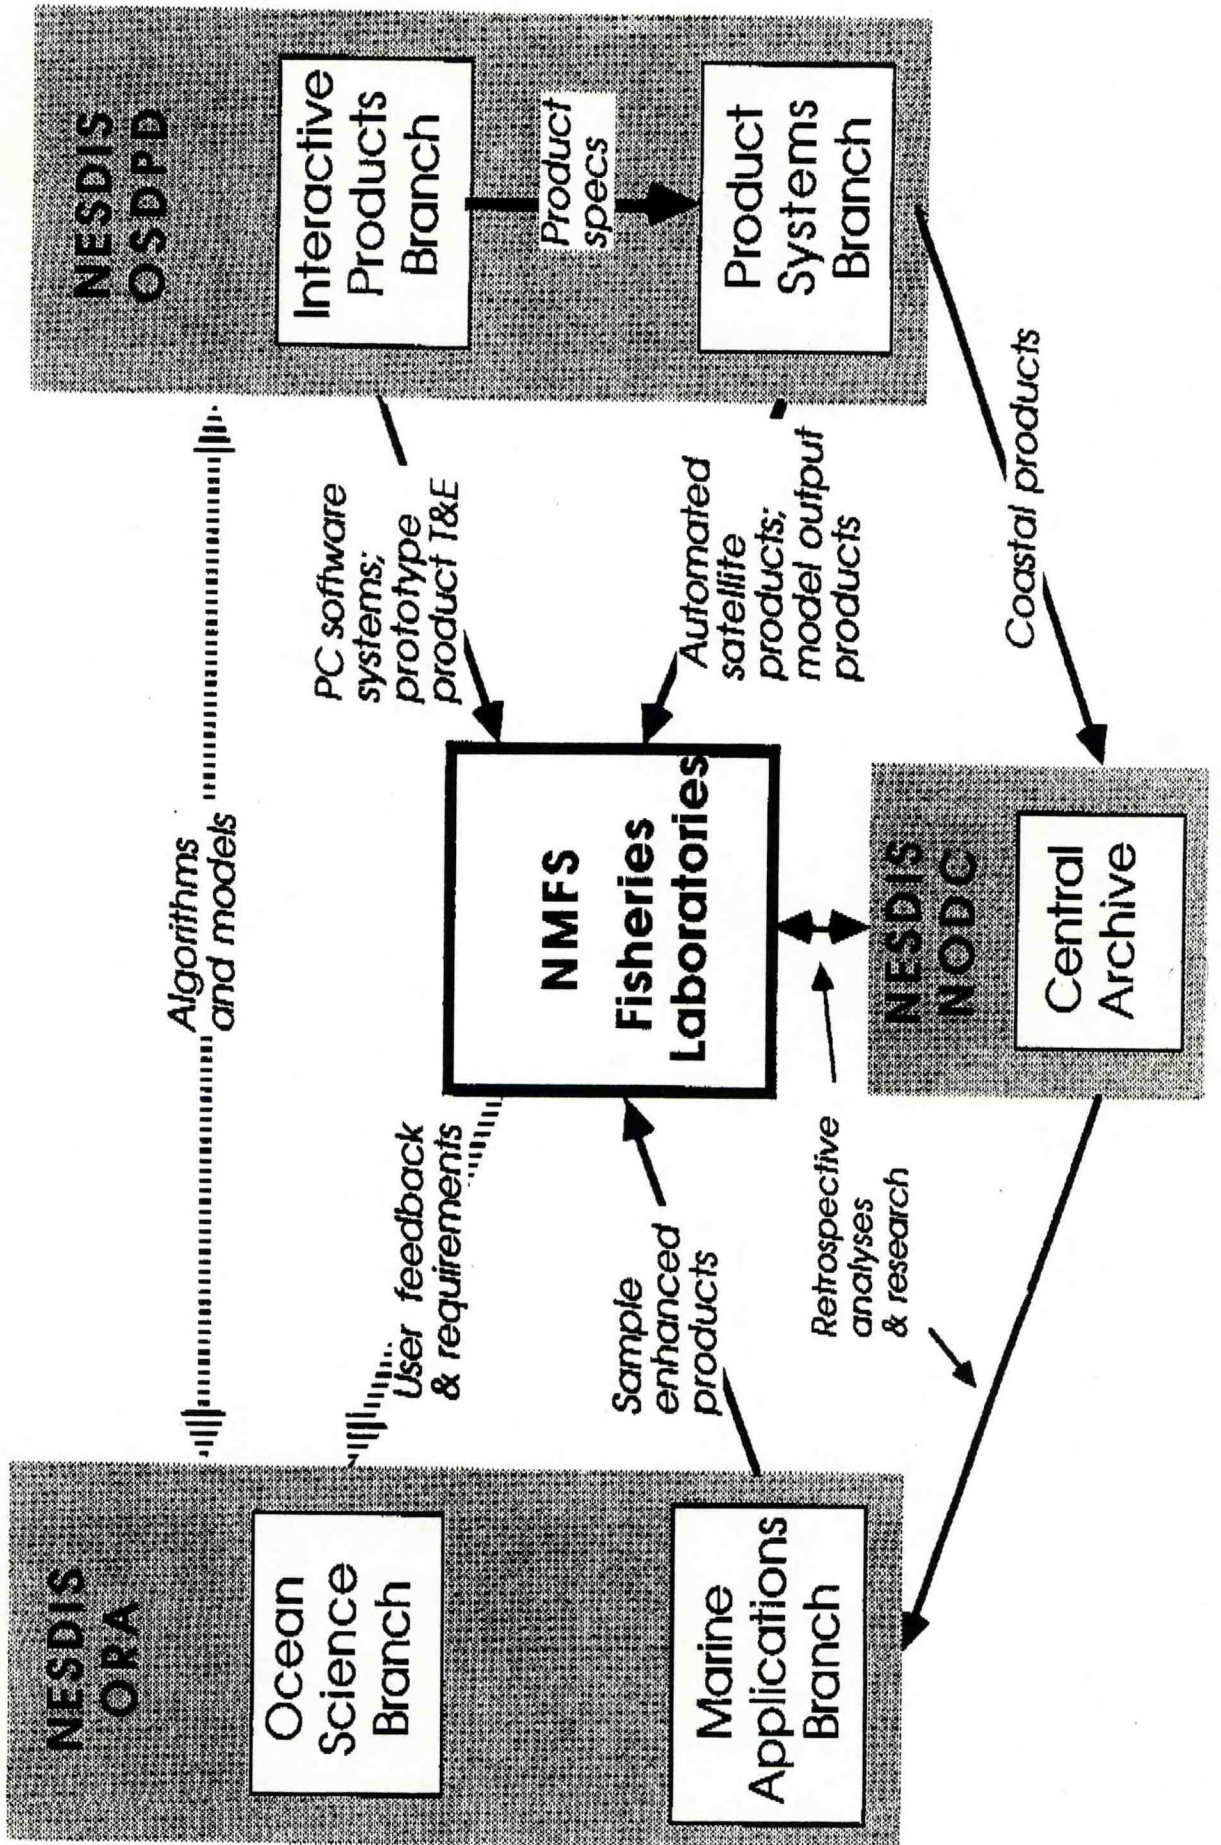 NESDIS
ORA
Ocean
Science
Branch
Marine
Applications
Branch
Algorithms
and models
User feedback
& requirements
Sample
enhanced
products
Retrospective
analyses
& research
NMFS
Fisheries
Laboratories
NESDIS
NODC
Central
Archive
PC software
systems;
prototype
product T&E
Automated
satellite
products;
model output
products
Coastal products
NESDIS
OSDPD
Interactive
Products
Branch
Product
specs
Product
Systems
Branch